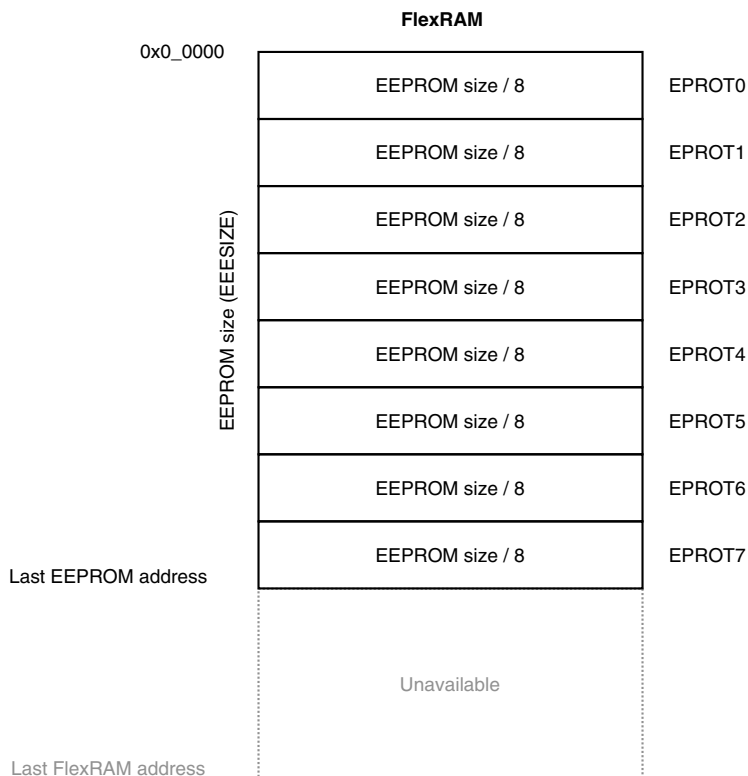 FlexRAM
0x0_0000
EEPROM size / 8 EPROT0
EEPROM size / 8 EPROT1
EEPROM size / 8 EPROT2
EEPROM size / 8 EPROT3
EEPROM size / 8 EPROT4
EEPROM size / 8 EPROT5
EEPROM size / 8 EPROT6
EEPROM size / 8 EPROT7
EEPROM size (EEESIZE)
Last EEPROM address
Unavailable
Last FlexRAM address